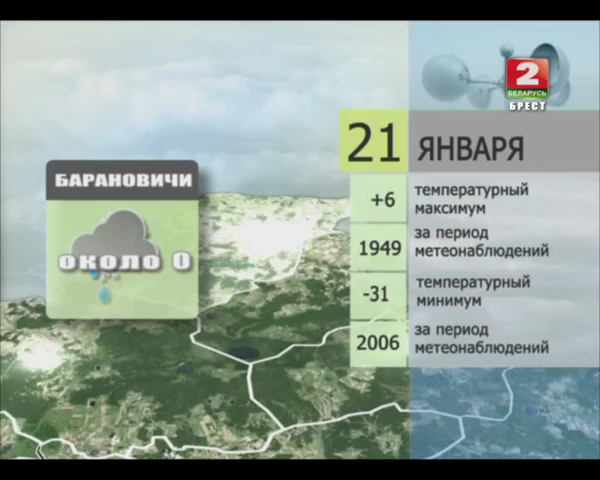 2
БЕЛАРУСЬ
БРЕСТ
21 ЯНВАРЯ
БАРАНОВИЧИ
ОКОЛО 0
+6 температурный
максимум
1949 за период
метеонаблюдений
-31 температурный
минимум
2006 за период
метеонаблюдений